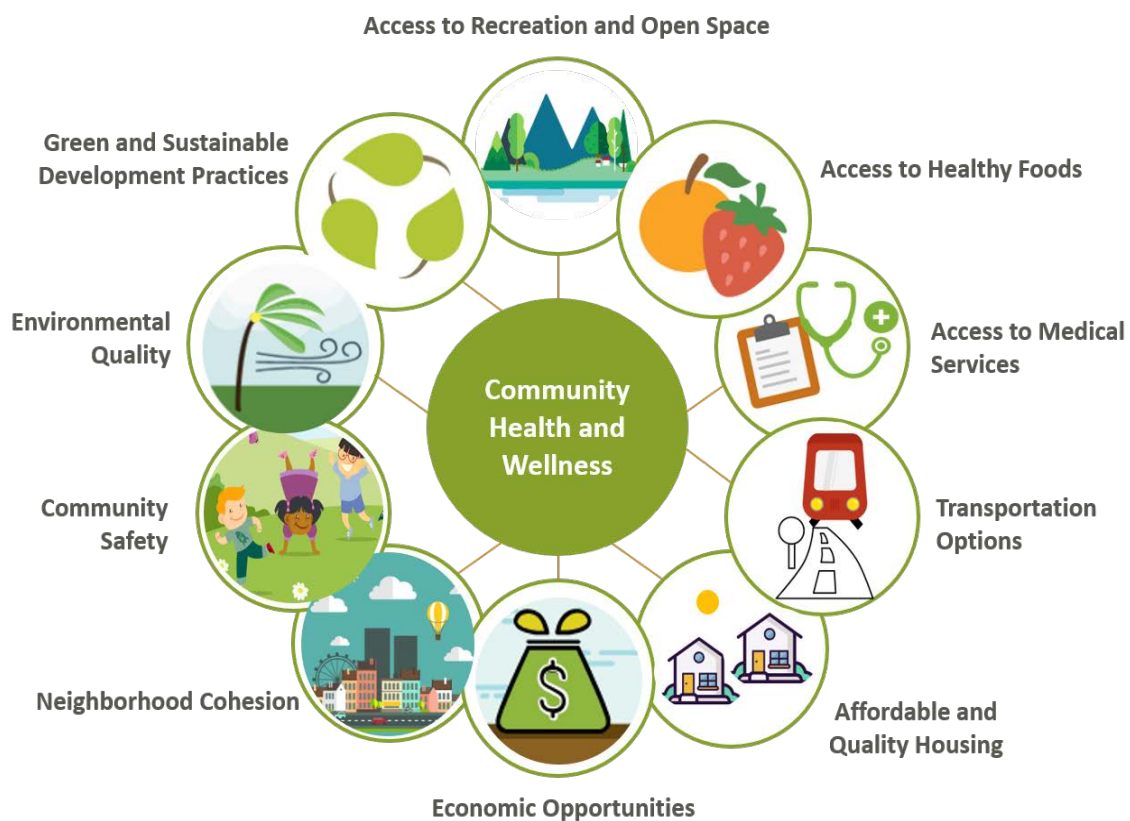 Access to Recreation and Open Space
Green and Sustainable
Development Practices
Access to Healthy Foods
Environmental
Quality
Access to Medical
Services
Community
Health and
Wellness
Community
Safety
Transportation
Options
Neighborhood Cohesion
$
Affordable and
Quality Housing
Economic Opportunities